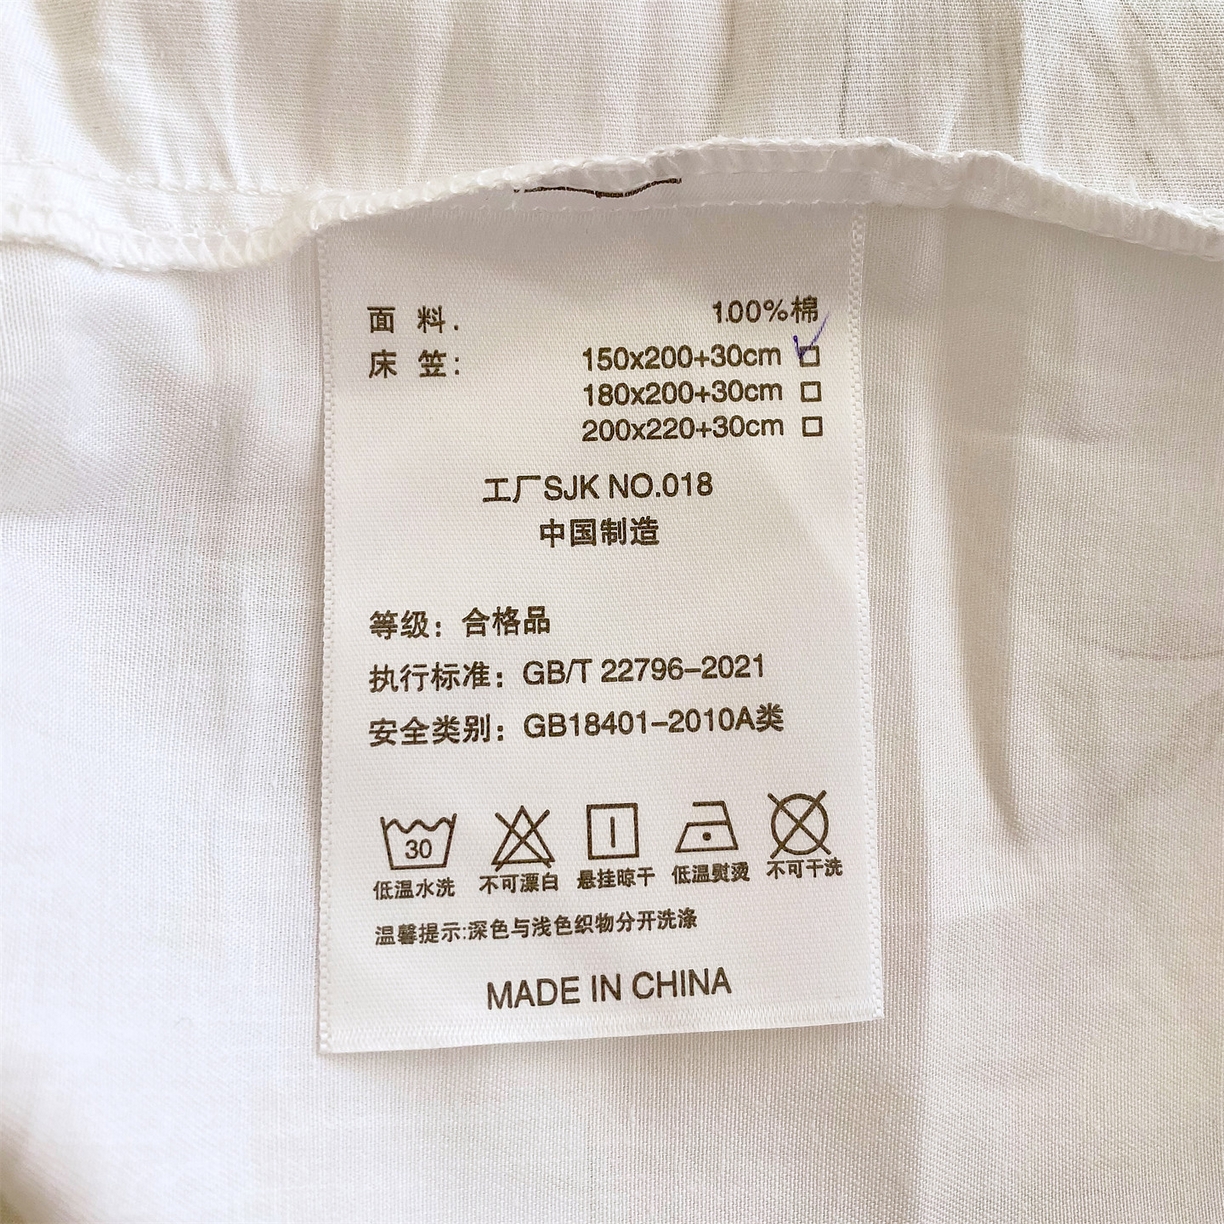 面 料. 100%棉
床 笠: 150x200+30cm
180x200+30cm
200x220+30cm
工厂SJK NO.018
中国制造
等级: 合格品
执行标准: GB/T 22796-2021
安全类别: GB18401-2010A类
30
低温水洗 不可漂白 悬挂晾干 低温熨烫 不可干洗
温馨提示:深色与浅色织物分开洗涤
MADE IN CHINA